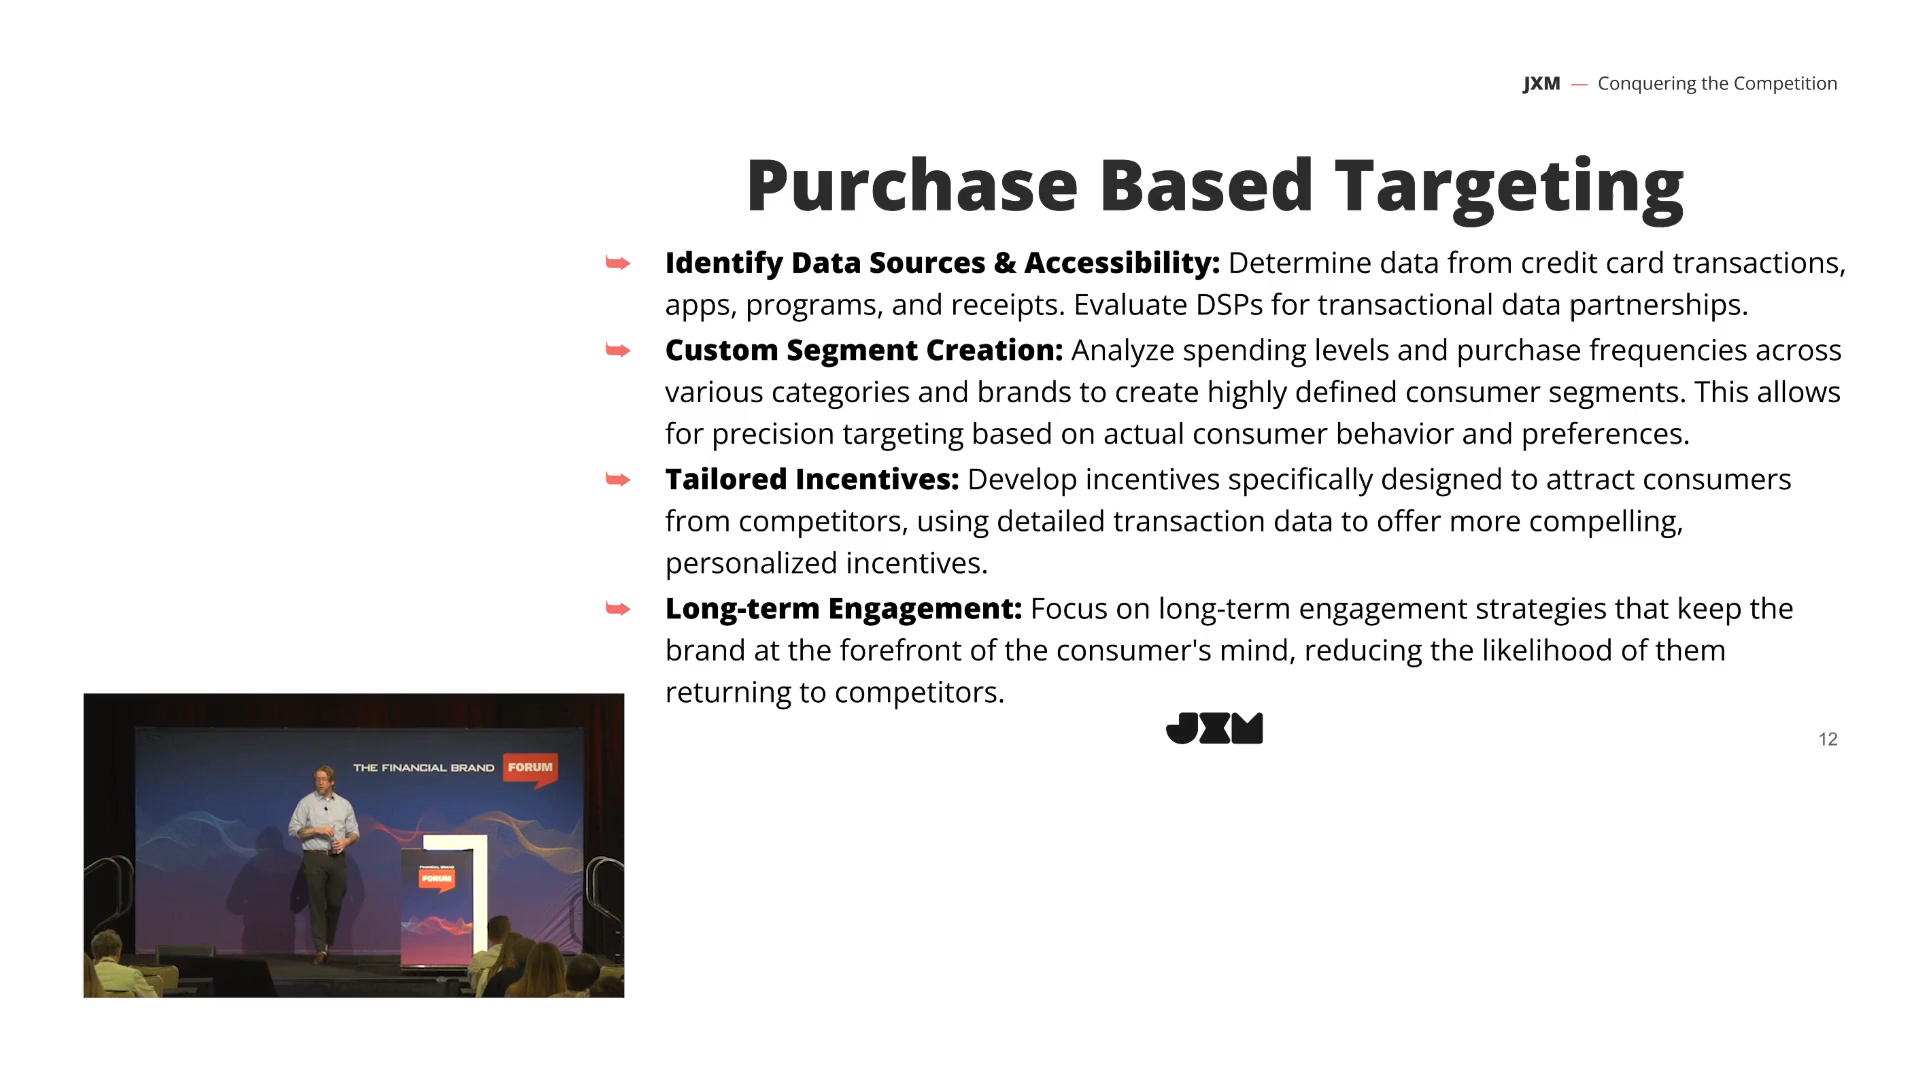 JXM — Conquering the Competition
Purchase Based Targeting
Identify Data Sources & Accessibility: Determine data from credit card transactions,
apps, programs, and receipts. Evaluate DSPs for transactional data partnerships.
Custom Segment Creation: Analyze spending levels and purchase frequencies across
various categories and brands to create highly defined consumer segments. This allows
for precision targeting based on actual consumer behavior and preferences.
Tailored Incentives: Develop incentives specifically designed to attract consumers
from competitors, using detailed transaction data to offer more compelling,
personalized incentives.
Long-term Engagement: Focus on long-term engagement strategies that keep the
brand at the forefront of the consumer's mind, reducing the likelihood of them
returning to competitors.
JXM
12
THE FINANCIAL BRAND FORUM
FINANCIAL BRAND
FORUM